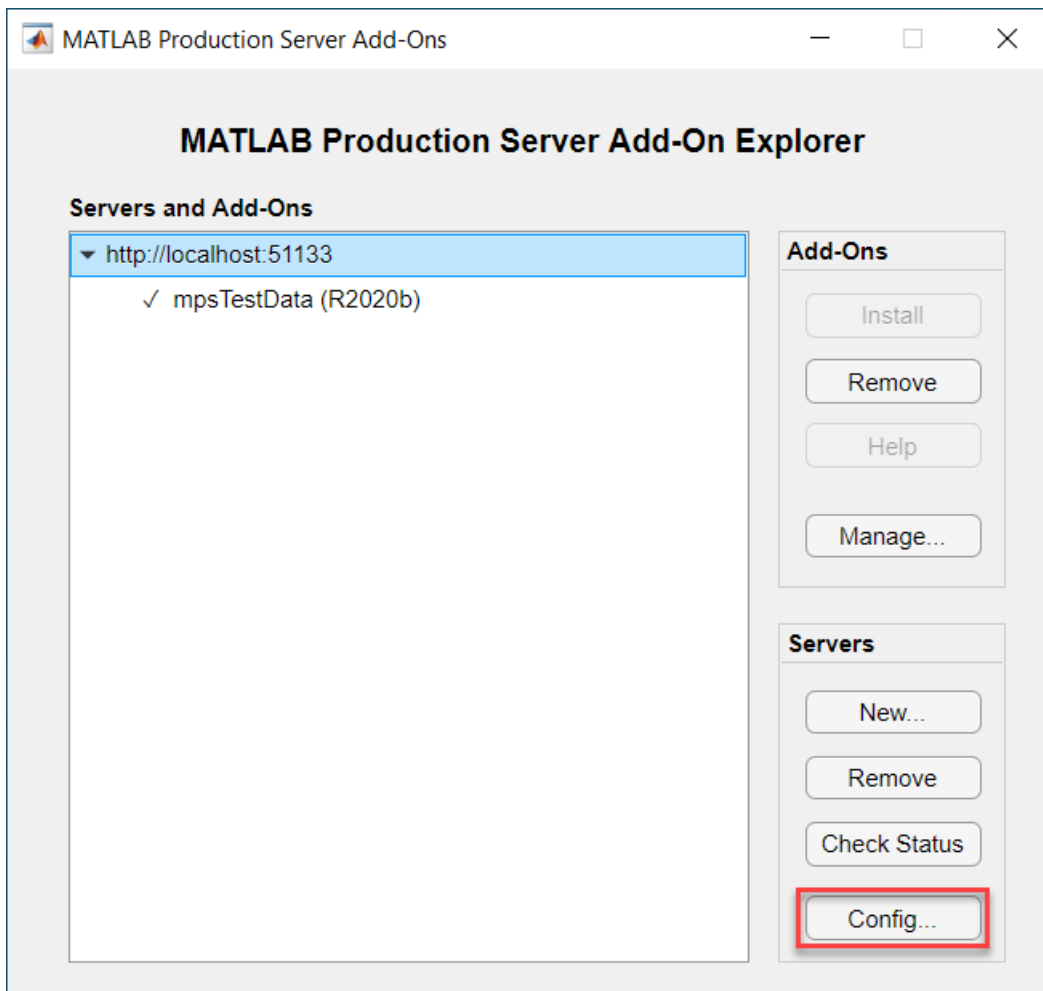 MATLAB Production Server Add-Ons
MATLAB Production Server Add-On Explorer
Servers and Add-Ons
http://localhost:51133
✓ mpsTestData (R2020b)
Add-Ons
Install
Remove
Help
Manage...
Servers
New...
Remove
Check Status
Config...